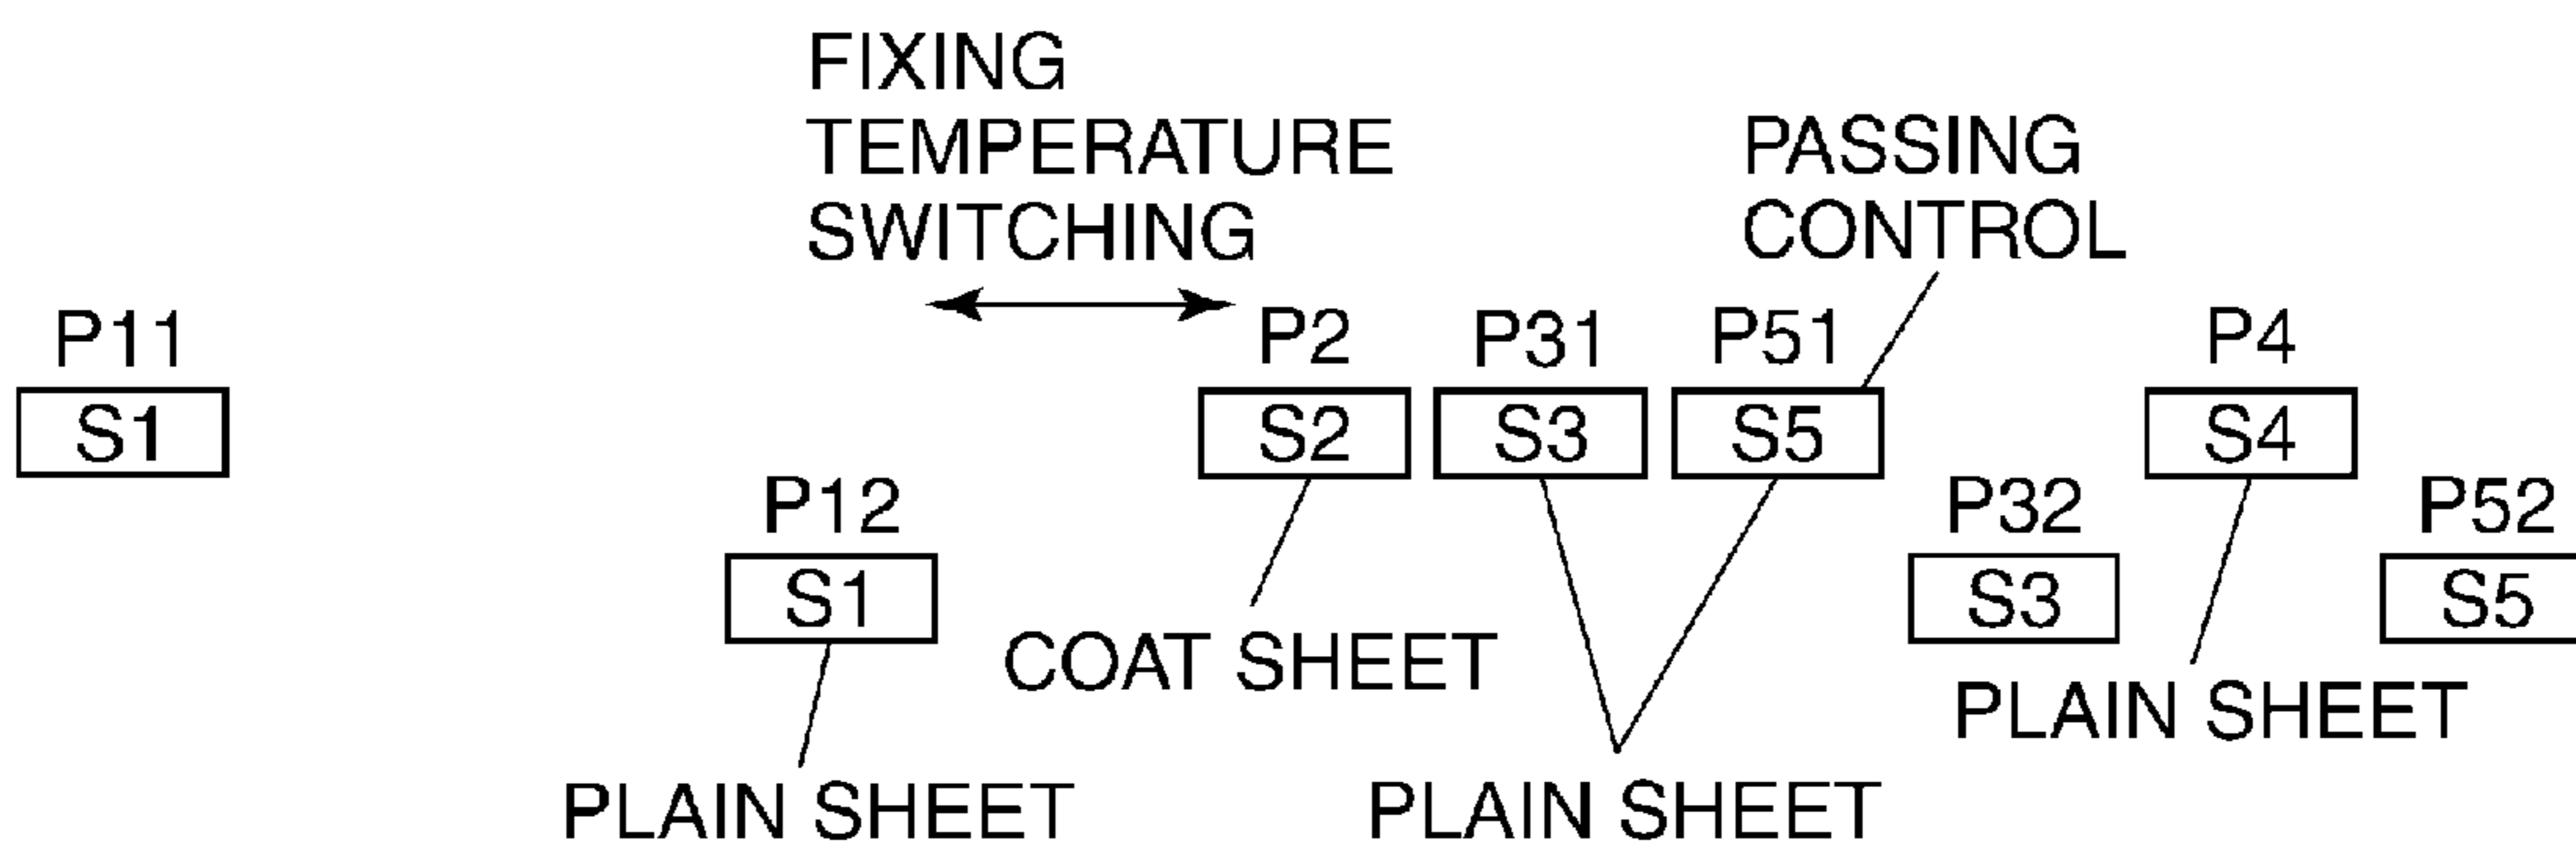 FIXING
TEMPERATURE
SWITCHING
PASSING
CONTROL
P11
P2
P31
P51
P4
S1
S2
S3
S5
S4
P12
P32
P52
S1
S3
S5
COAT SHEET
PLAIN SHEET
PLAIN SHEET
PLAIN SHEET